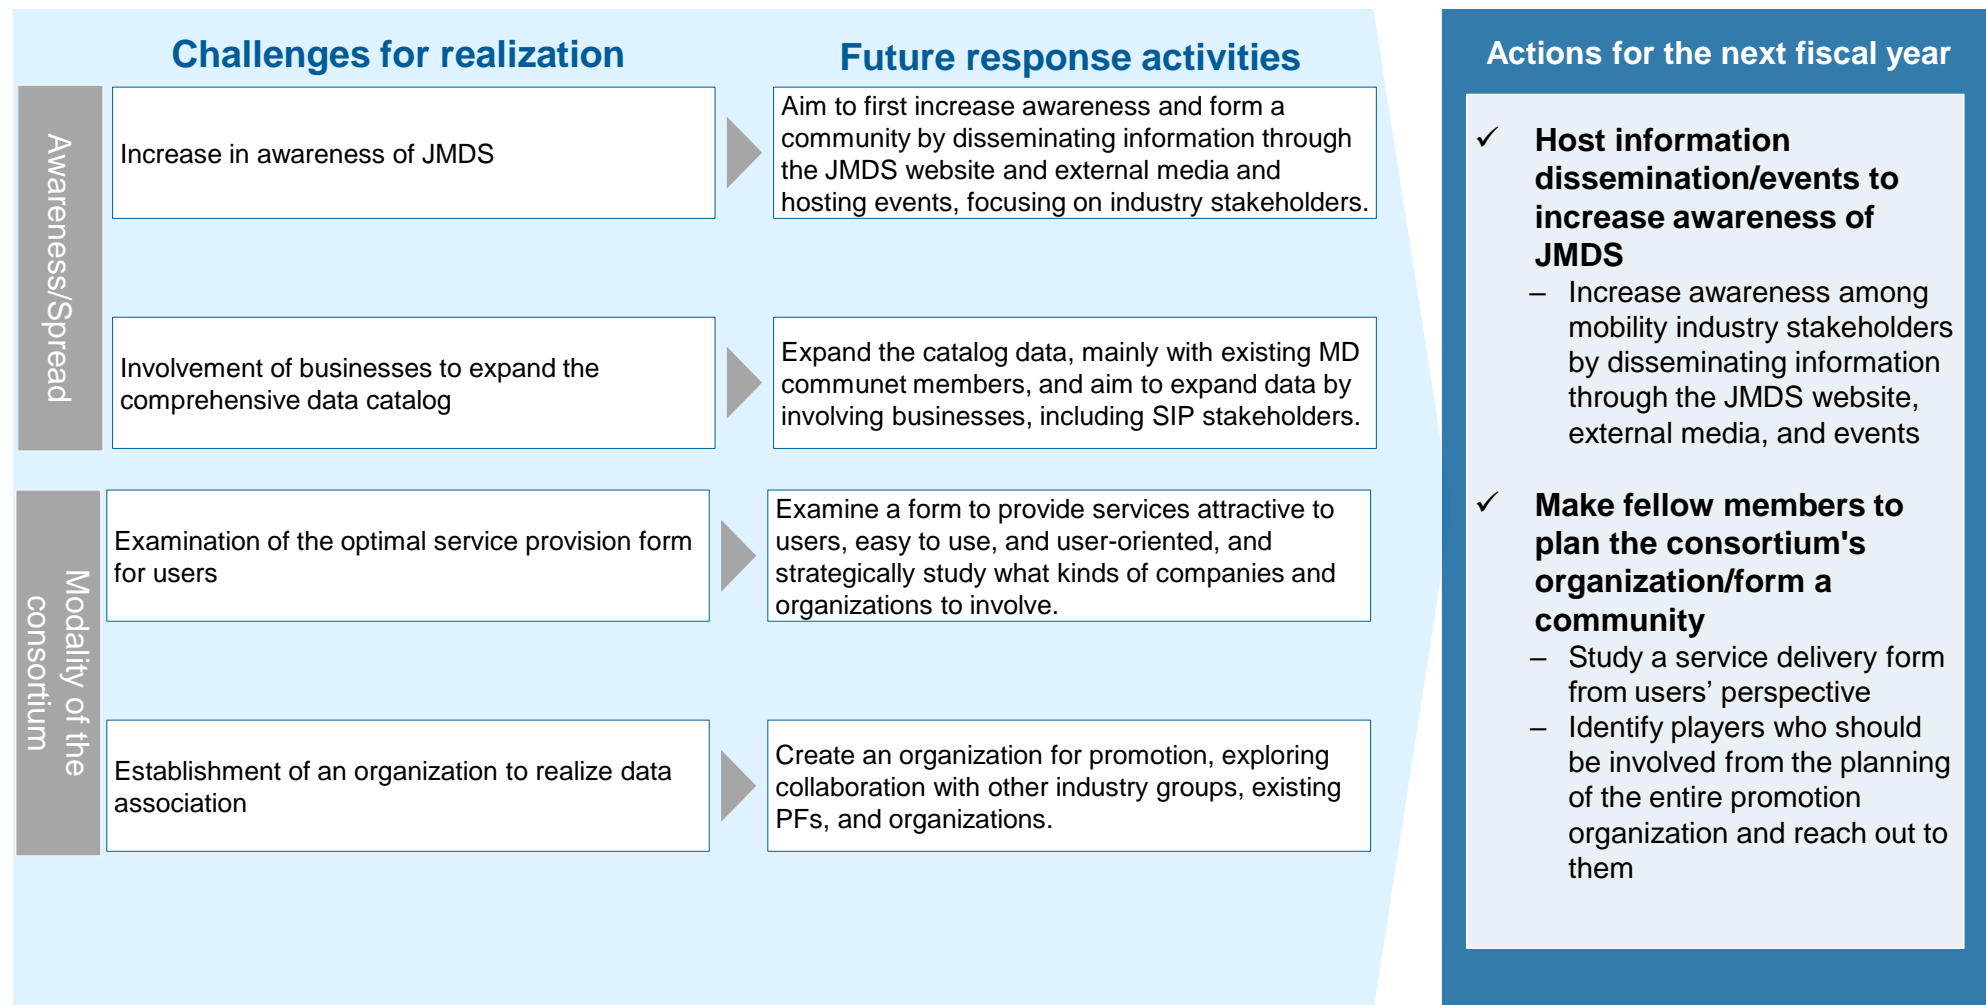 Challenges for realization
Future response activities
Actions for the next fiscal year
Awareness/Spread
Increase in awareness of JMDS
Aim to first increase awareness and form a
community by disseminating information through
the JMDS website and external media and
hosting events, focusing on industry stakeholders.
Involvement of businesses to expand the
comprehensive data catalog
Expand the catalog data, mainly with existing MD
communet members, and aim to expand data by
involving businesses, including SIP stakeholders.
Modality of the
consortium
Examination of the optimal service provision form
for users
Examine a form to provide services attractive to
users, easy to use, and user-oriented, and
strategically study what kinds of companies and
organizations to involve.
Establishment of an organization to realize data
association
Create an organization for promotion, exploring
collaboration with other industry groups, existing
PFs, and organizations.
✓ Host information
dissemination/events to
increase awareness of
JMDS
– Increase awareness among
mobility industry stakeholders
by disseminating information
through the JMDS website,
external media, and events
✓ Make fellow members to
plan the consortium's
organization/form a
community
– Study a service delivery form
from users’ perspective
– Identify players who should
be involved from the planning
of the entire promotion
organization and reach out to
them